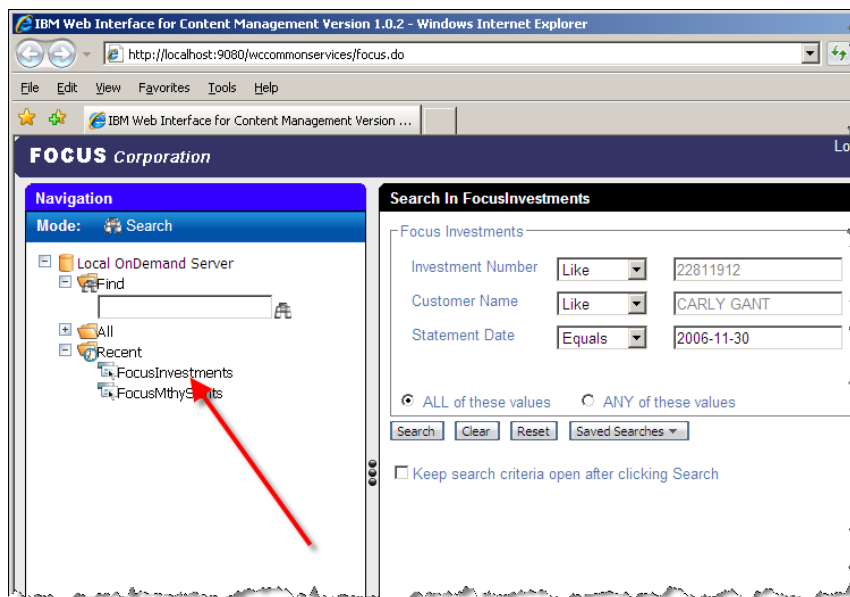 IBM Web Interface for Content Management Version 1.0.2 - Windows Internet Explorer
http://localhost:9080/wccommonservices/focus.do
File Edit View Favorites Tools Help
IBM Web Interface for Content Management Version ...
FOCUS Corporation
Lo
Navigation
Mode: Search
Local OnDemand Server
Find
All
Recent
FocusInvestments
Search In FocusInvestments
Focus Investments
Investment Number Like 22811912
Customer Name Like CARLY GANT
Statement Date Equals 2006-11-30
ALL of these values ANY of these values
Search Clear Reset Saved Searches
Keep search criteria open after clicking Search